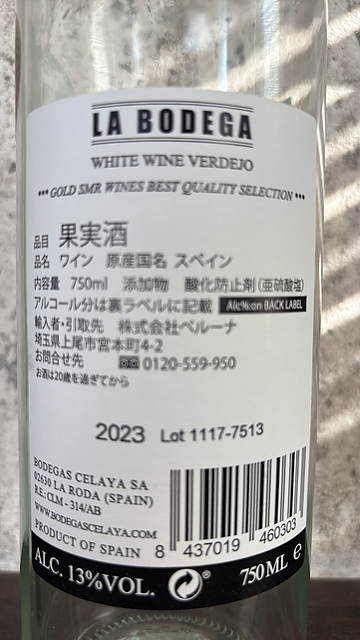 LA BODEGA
WHITE WINE VERDEJO
*** GOLD SMR WINES BEST QUALITY SELECTION ***
品目 果実酒
品名 ワイン 原産国名 スペイン
内容量 750ml 添加物 酸化防止剤(亜硫酸塩)
アルコール分は裏ラベルに記載 Alc%:on BACK LABEL
輸入者・引取先 株式会社ベルーナ
埼玉県上尾市宮本町4-2
お問合せ先 0120-559-950
お酒は20歳を過ぎてから
2023 Lot 1117-7513
BODEGAS CELAYA SA
02630 LA RODA (SPAIN)
R.E.: CLM - 314/AB
WWW.BODEGASCELAYA.COM
PRODUCT OF SPAIN
8 437019 460303
ALC. 13%VOL. ® 750 ML e